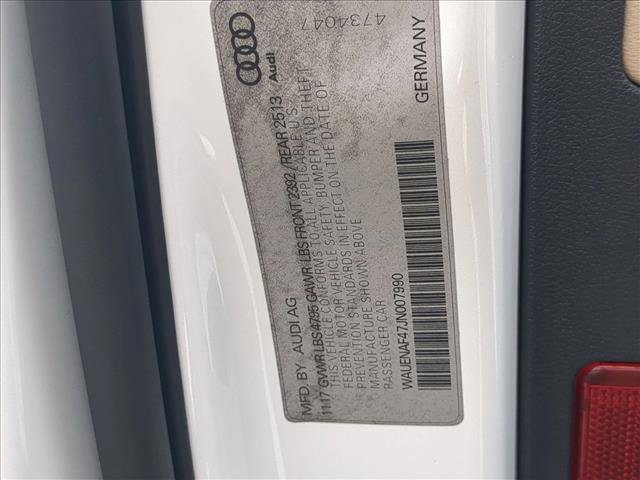 MFD. BY AUDI AG
11-17 GVWR LBS 4795 GAWR LBS FRONT 2392 / REAR 2513
THIS VEHICLE CONFORMS TO ALL APPLICABLE U.S.
FEDERAL MOTOR VEHICLE SAFETY, BUMPER AND THEFT
PREVENTION STANDARDS IN EFFECT ON THE DATE OF
MANUFACTURE SHOWN ABOVE
PASSENGER CAR
WAUENAF47JN007990
Audi
4734047
GERMANY